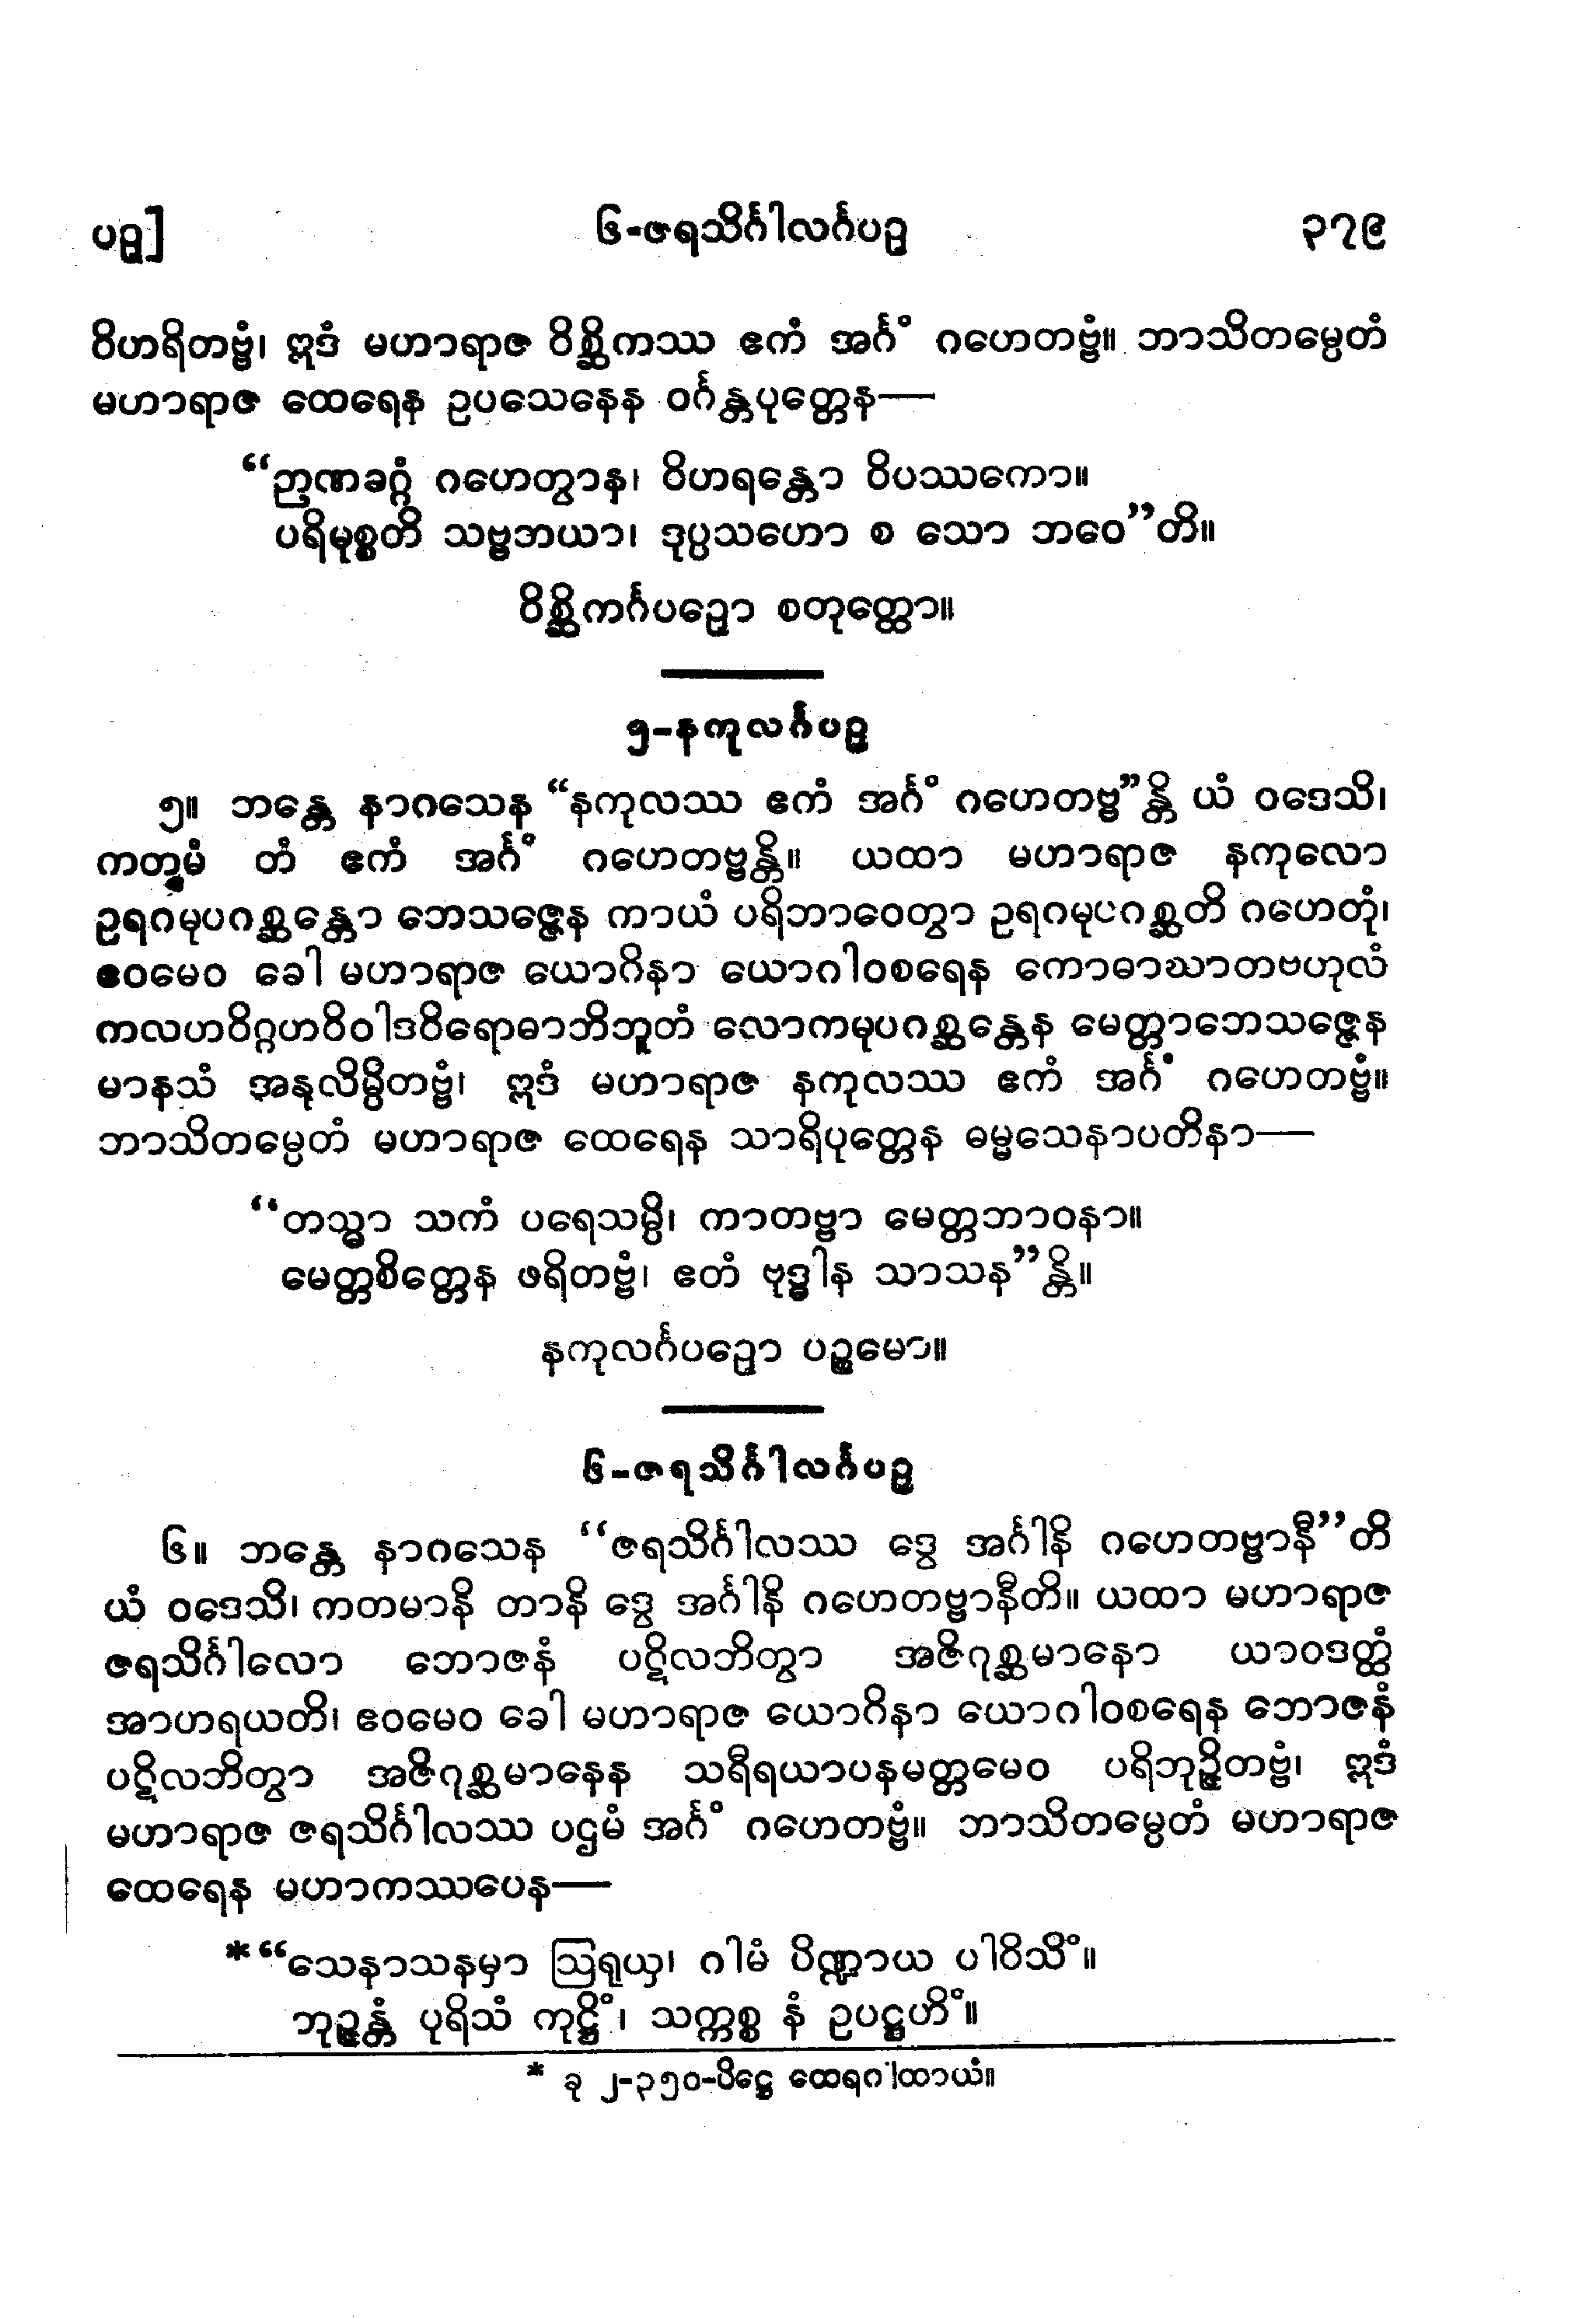 ပဉှ]
၆-ဇရသိင်္ဂါလင်္ဂပဉှ
၃၇၉
ဝိဟရိတဗ္ဗံ၊ ဣဒံ မဟာရာဇ ဝိစ္ဆိကဿ ဧကံ အင်္ဂံ ဂဟေတဗ္ဗံ။ ဘာသိတမ္ပေတံ
မဟာရာဇ ထေရေန ဥပသေနေန ဝင်္ဂန္တပုတ္တေန—
“ဉာဏခဂ္ဂံ ဂဟေတွာန၊ ဝိဟရန္တော ဝိပဿကော။
ပရိမုစ္စတိ သဗ္ဗဘယာ၊ ဒုပ္ပသဟော စ သော ဘဝေ”တိ။
ဝိစ္ဆိကင်္ဂပဉှော စတုတ္ထော။
၅-နကုလင်္ဂပဉှ
၅။ ဘန္တေ နာဂသေန “နကုလဿ ဧကံ အင်္ဂံ ဂဟေတဗ္ဗ”န္တိ ယံ ဝဒေသိ၊
ကတမံ တံ ဧကံ အင်္ဂံ ဂဟေတဗ္ဗန္တိ။ ယထာ မဟာရာဇ နကုလော
ဥရဂမုပဂစ္ဆန္တော ဘေသဇ္ဇေန ကာယံ ပရိဘာဝေတွာ ဥရဂမုပဂစ္ဆတိ ဂဟေတုံ၊
ဧဝမေဝ ခေါ မဟာရာဇ ယောဂိနာ ယောဂါဝစရေန ကောဓာဃာတဗဟုလံ
ကလဟဝိဂ္ဂဟဝိဝါဒဝိရောဓာဘိဘူတံ လောကမုပဂစ္ဆန္တေန မေတ္တာဘေသဇ္ဇေန
မာနသံ အနုလိမ္ပိတဗ္ဗံ၊ ဣဒံ မဟာရာဇ နကုလဿ ဧကံ အင်္ဂံ ဂဟေတဗ္ဗံ။
ဘာသိတမ္ပေတံ မဟာရာဇ ထေရေန သာရိပုတ္တေန ဓမ္မသေနာပတိနာ—
“တသ္မာ သကံ ပရေသမ္ပိ၊ ကာတဗ္ဗာ မေတ္တဘာဝနာ။
မေတ္တစိတ္တေန ဖရိတဗ္ဗံ၊ ဧတံ ဗုဒ္ဓါန သာသန”န္တိ။
နကုလင်္ဂပဉှော ပဉ္စမော။
၆-ဇရသိင်္ဂါလင်္ဂပဉှ
၆။ ဘန္တေ နာဂသေန “ဇရသိင်္ဂါလဿ ဒွေ အင်္ဂါနိ ဂဟေတဗ္ဗာနီ”တိ
ယံ ဝဒေသိ၊ ကတမာနိ တာနိ ဒွေ အင်္ဂါနိ ဂဟေတဗ္ဗာနီတိ။ ယထာ မဟာရာဇ
ဇရသိင်္ဂါလော ဘောဇနံ ပဋိလဘိတွာ အဇိဂုစ္ဆမာနော ယာဝဒတ္ထံ
အာဟရယတိ၊ ဧဝမေဝ ခေါ မဟာရာဇ ယောဂိနာ ယောဂါဝစရေန ဘောဇနံ
ပဋိလဘိတွာ အဇိဂုစ္ဆမာနေန သရီရယာပနမတ္တမေဝ ပရိဘုဉ္ဇိတဗ္ဗံ၊ ဣဒံ
မဟာရာဇ ဇရသိင်္ဂါလဿ ပဌမံ အင်္ဂံ ဂဟေတဗ္ဗံ။ ဘာသိတမ္ပေတံ မဟာရာဇ
ထေရေန မဟာကဿပေန—
*“သေနာသနမှာ ဩရုယှ၊ ဂါမံ ပိဏ္ဍာယ ပါဝိသိံ။
ဘုဉ္ဇန္တံ ပုရိသံ ကုဋ္ဌိံ၊ သက္ကစ္စ နံ ဥပဋ္ဌဟိံ။
* ခု ၂-၃၅၀-ပိဋ္ဌေ ထေရဂါထာယံ။